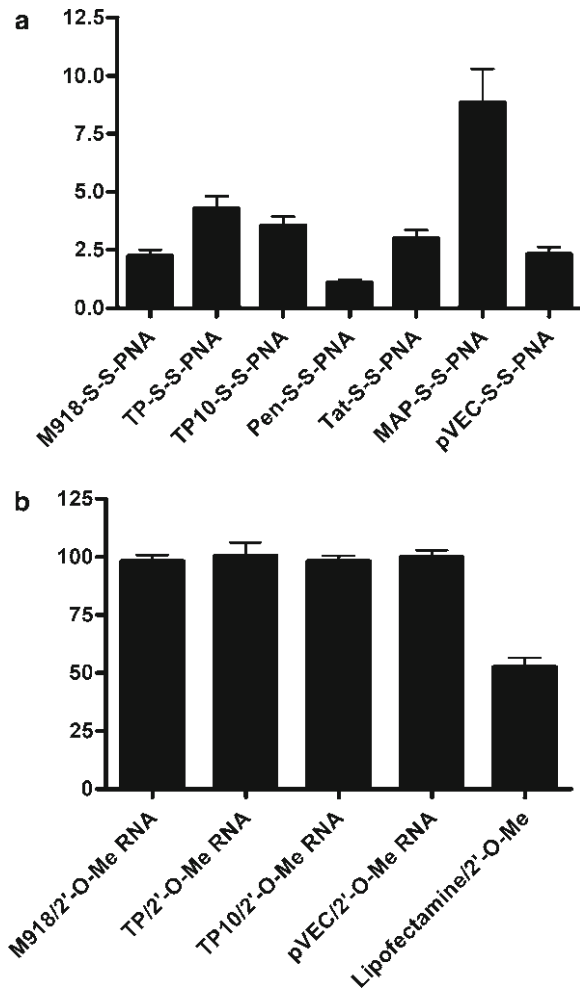 a
12.5
10.0
7.5
5.0
2.5
0.0
M918-S-S-PNA
TP-S-S-PNA
TP10-S-S-PNA
Pen-S-S-PNA
Tat-S-S-PNA
MAP-S-S-PNA
pVEC-S-S-PNA
b
125
100
75
50
25
0
M918/2'-O-Me RNA
TP/2'-O-Me RNA
TP10/2'-O-Me RNA
pVEC/2'-O-Me RNA
Lipofectamine/2'-O-Me